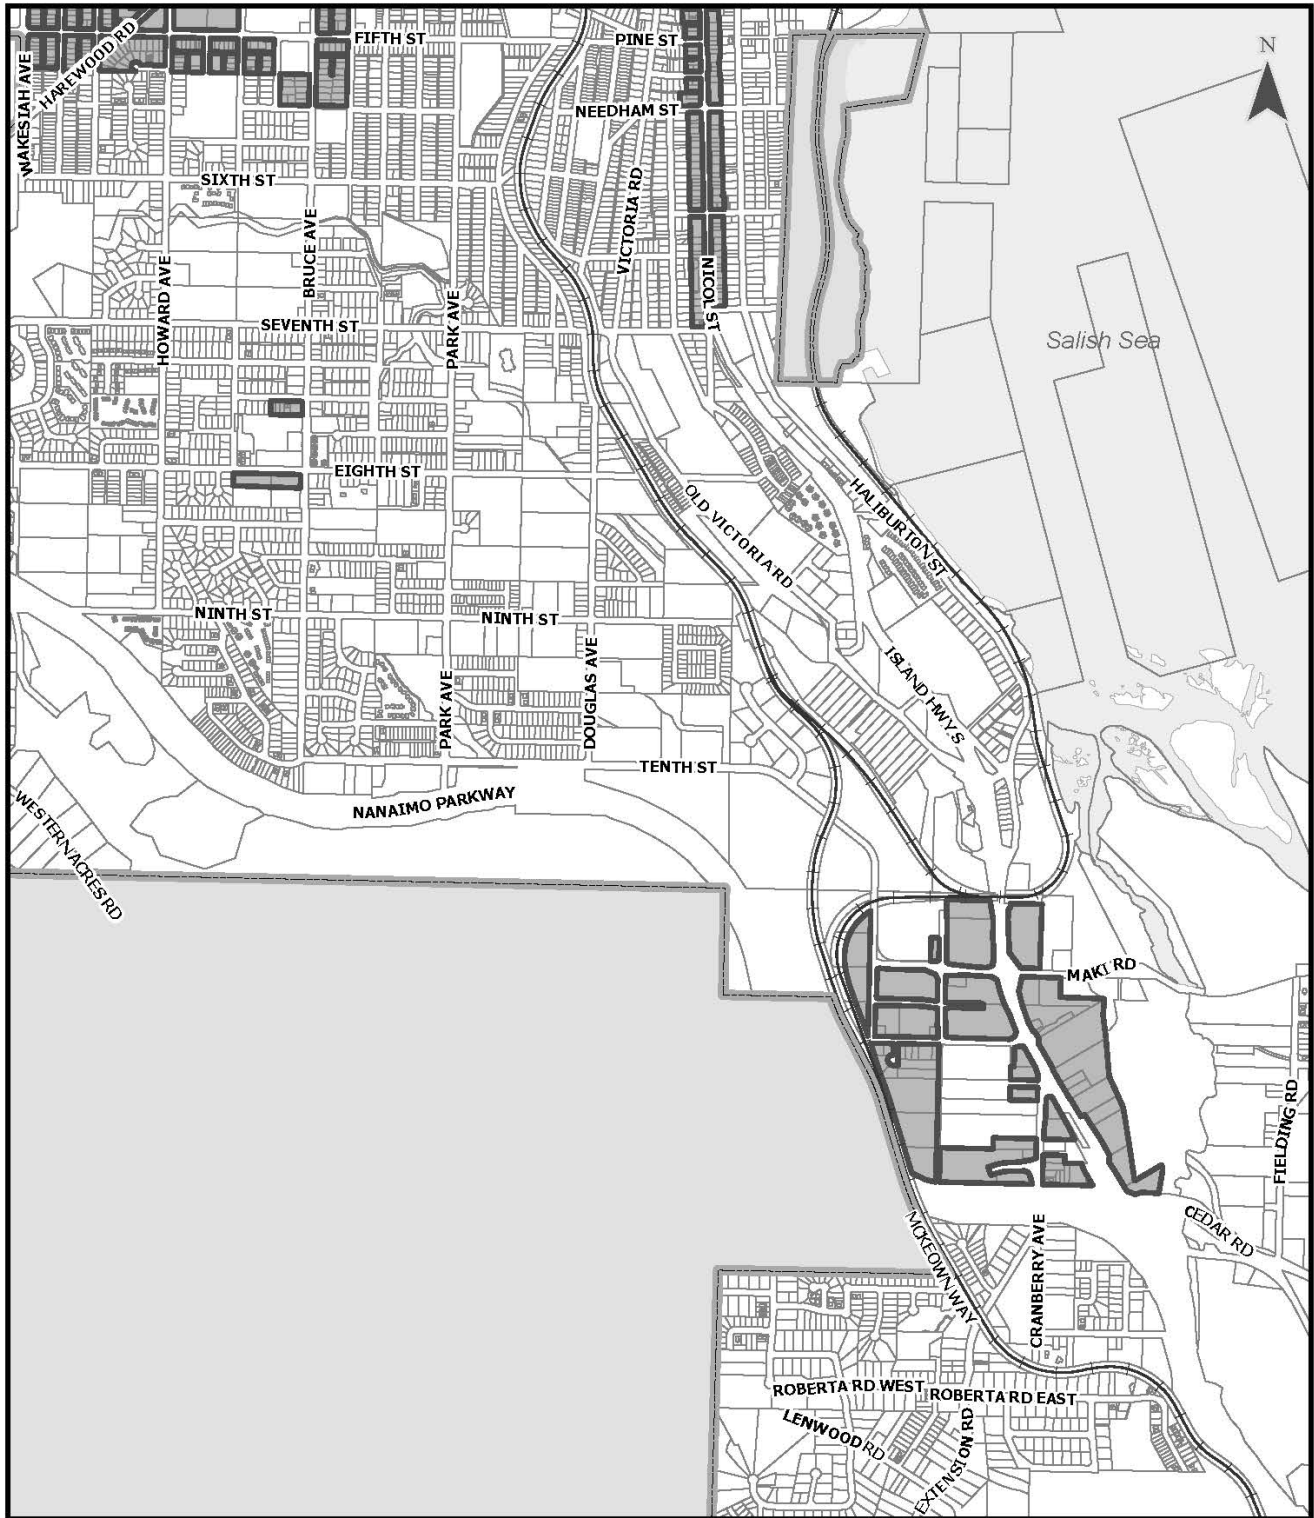 HAREWOOD RD
FIFTH ST
PINE ST
N
WAKESIAH AVE
NEEDHAM ST
SIXTH ST
VICTORIA RD
BRUCE AVE
HOWARD AVE
NICOL ST
SEVENTH ST
PARK AVE
Salish Sea
EIGHTH ST
OLD VICTORIA RD
HALIBURTON ST
NINTH ST
NINTH ST
ISLAND HWY S
PARK AVE
DOUGLAS AVE
TENTH ST
NANAIMO PARKWAY
WESTERN ACRES RD
MAKI RD
FIELDING RD
CEDAR RD
MCKEOWN WAY
CRANBERRY AVE
ROBERTA RD WEST
ROBERTA RD EAST
LENWOOD RD
EXTENSION RD